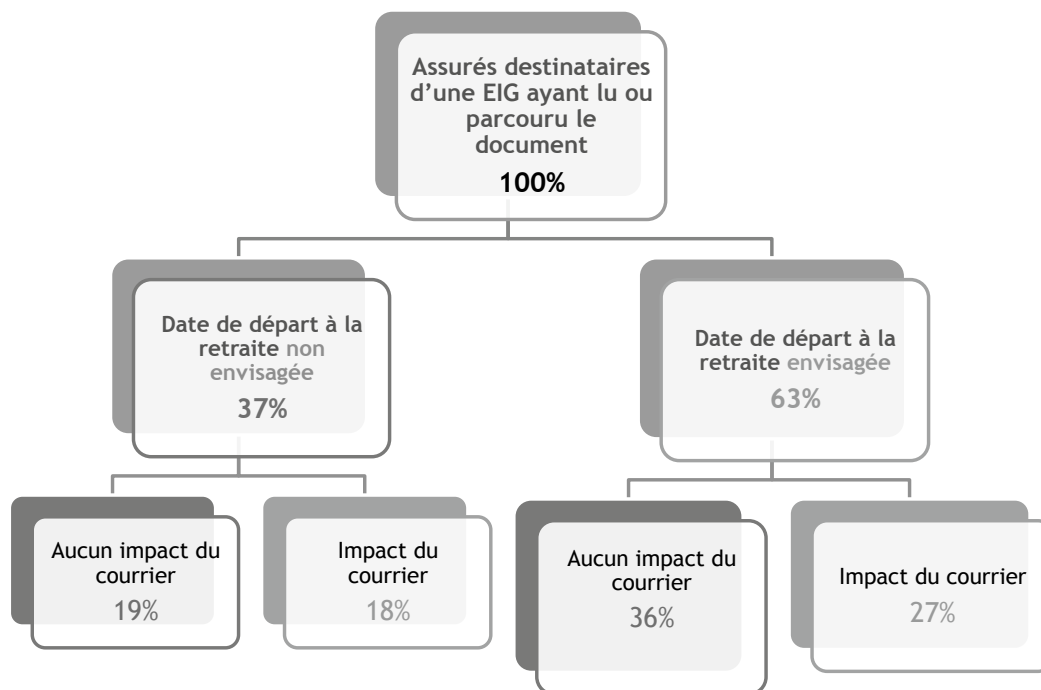 Assurés destinataires
d’une EIG ayant lu ou
parcouru le
document
100%
Date de départ à la
retraite non
envisagée
37%
Date de départ à la
retraite envisagée
63%
Aucun impact du
courrier
19%
Impact du
courrier
18%
Aucun impact du
courrier
36%
Impact du courrier
27%